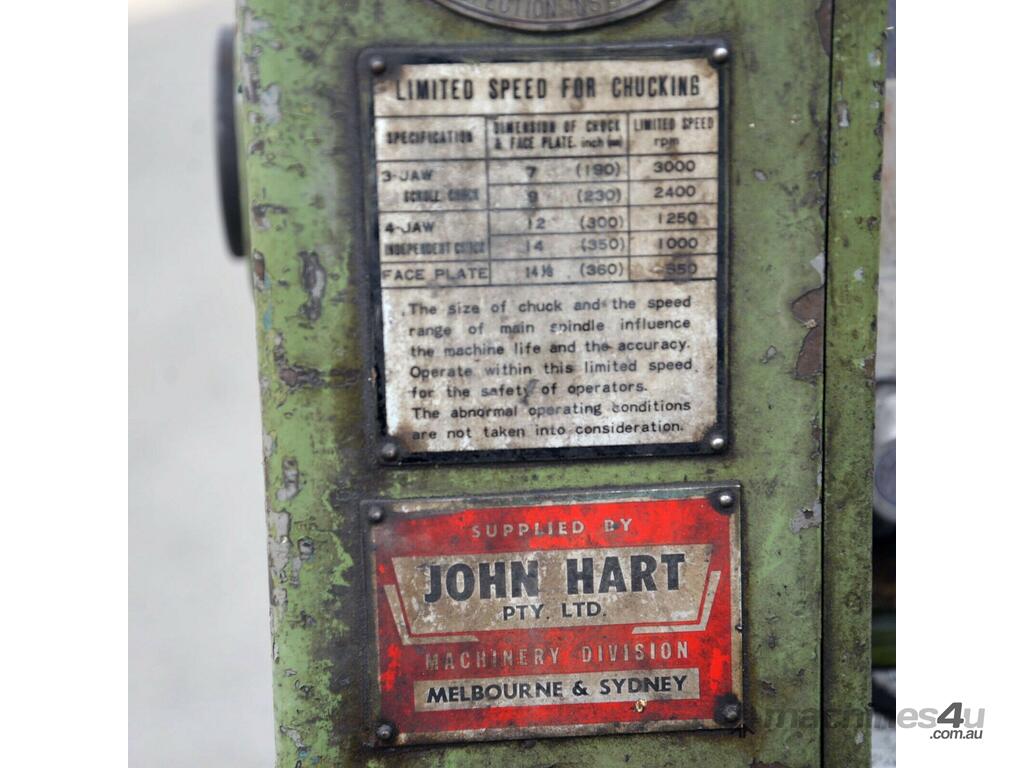 LIMITED SPEED FOR CHUCKING
SPECIFICATION DIMENSION OF CHUCK & FACE PLATE. inch (mm) LIMITED SPEED rpm
3-JAW SCROLL CHUCK 7 (190) 3000
9 (230) 2400
4-JAW INDEPENDENT CHUCK 12 (300) 1250
14 (350) 1000
FACE PLATE (360)
The size of chuck and the speed
range of main spindle influence
the machine life and the accuracy.
Operate within this limited speed
for the safety of operators.
The abnormal operating conditions
are not taken into consideration.
SUPPLIED BY
JOHN HART
PTY. LTD.
MACHINERY DIVISION
MELBOURNE & SYDNEY
machines4u
.com.au